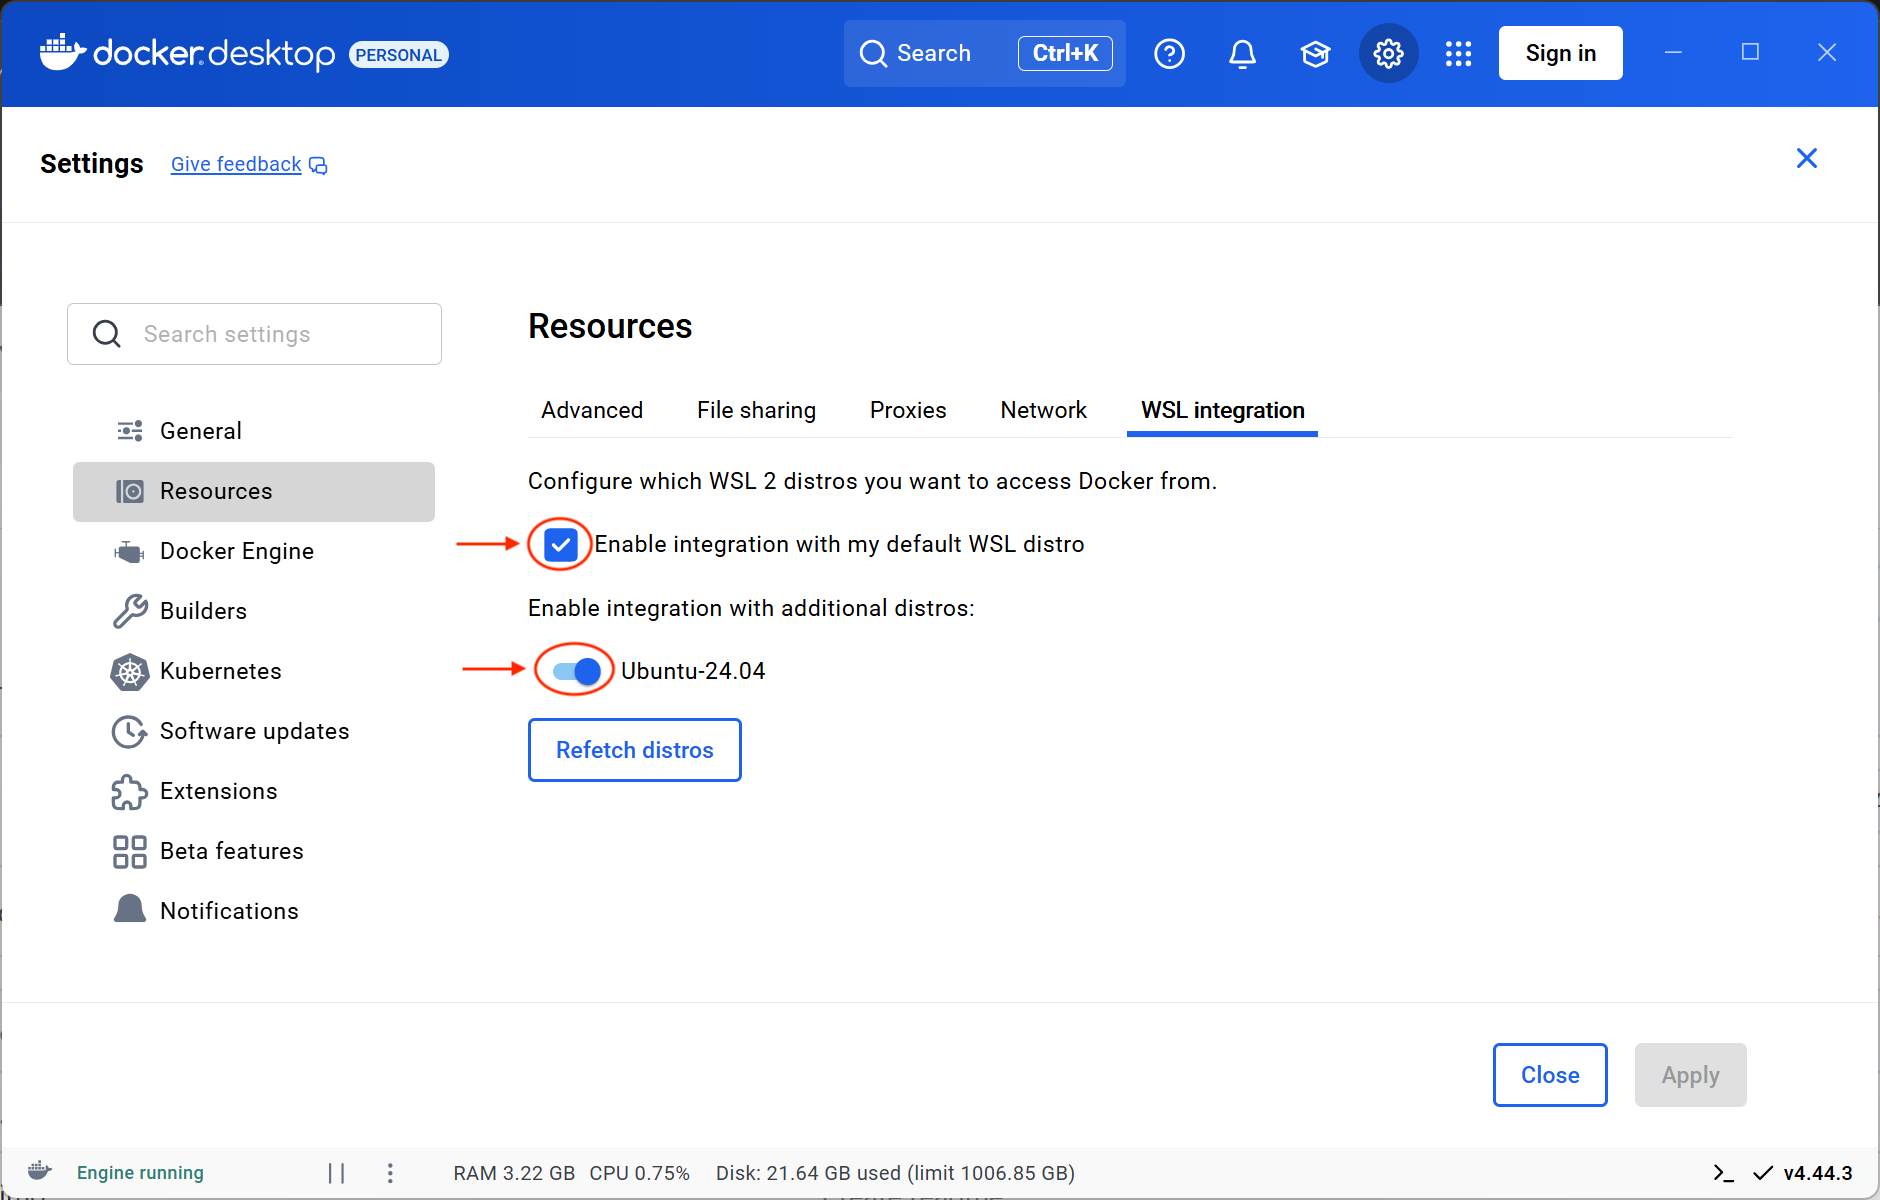 docker.desktop PERSONAL
Search Ctrl+K
Sign in
Settings Give feedback
Search settings
General
Resources
Docker Engine
Builders
Kubernetes
Software updates
Extensions
Beta features
Notifications
Resources
Advanced File sharing Proxies Network WSL integration
Configure which WSL 2 distros you want to access Docker from.
Enable integration with my default WSL distro
Enable integration with additional distros:
Ubuntu-24.04
Refetch distros
Close Apply
Engine running RAM 3.22 GB CPU 0.75% Disk: 21.64 GB used (limit 1006.85 GB) v4.44.3